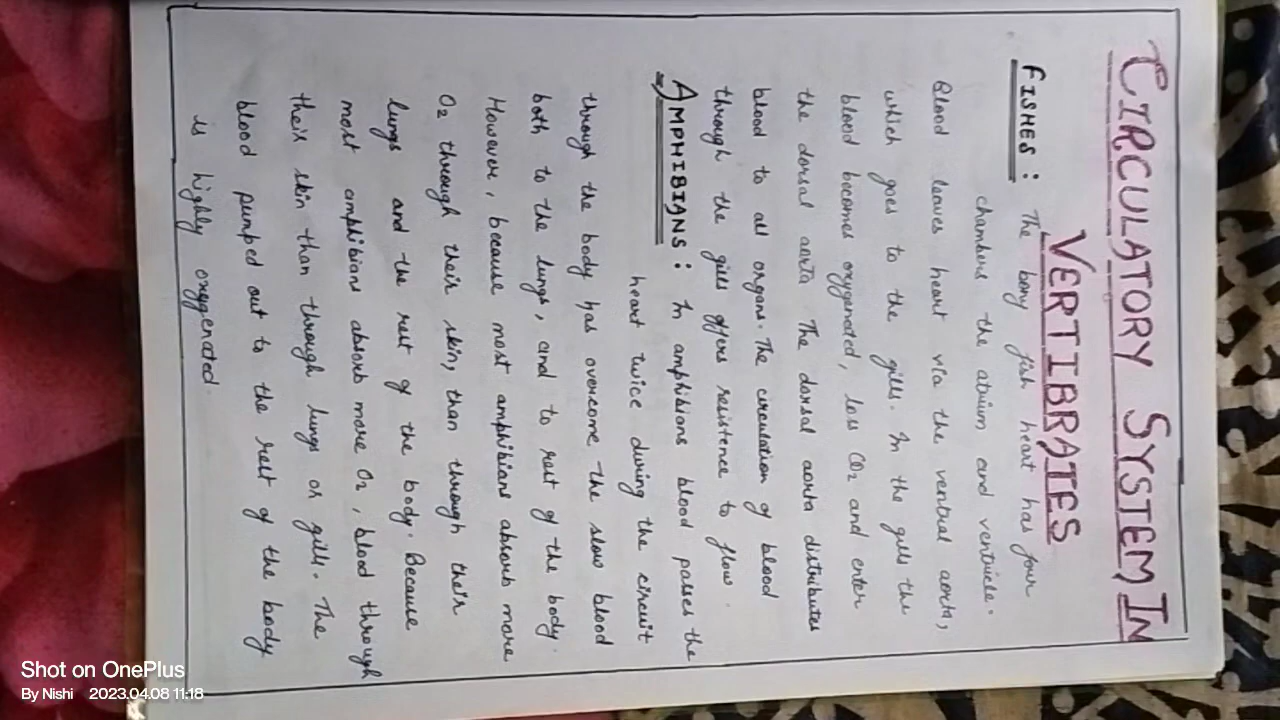 CIRCULATORY SYSTEM IN
VERTIBRATES
FISHES : The bony fish heart has four
chambers the atrium and ventricle.
Blood leaves heart via the ventral aorta,
which goes to the gills. In the gills the
blood becomes oxygenated, loss CO2 and enter
the dorsal aorta The dorsal aorta distributes
blood to all organs. The circulation of blood
through the gills offers resistence to flow.
AMPHIBIANS : In amphibians blood passes the
heart twice during the circuit
through the body has overcome the slow blood
both to the lungs, and to rest of the body.
However, because most amphibians absorb more
O2 through their skin, than through their
lungs and the rest of the body. Because
most amphibians absorb more O2, blood through
their skin than through lungs or gills. The
blood pumped out to the rest of the body
is highly oxygenated.
Shot on OnePlus
By Nishi 2023.04.08 11:18